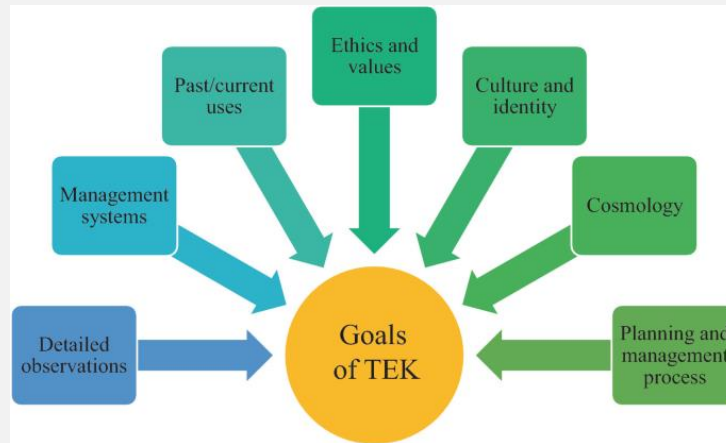 Ethics and
values
Past/current
uses
Culture and
identity
Management
systems
Cosmology
Detailed
observations
Goals
of TEK
Planning and
management
process